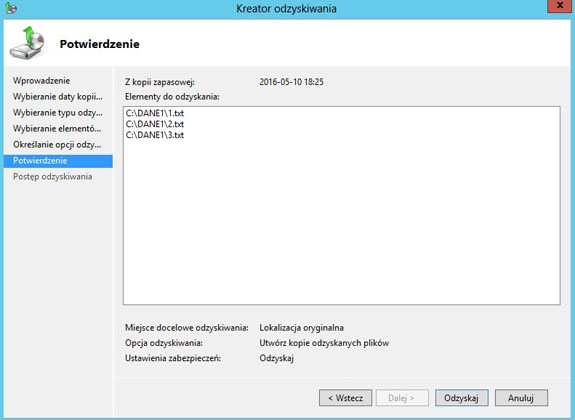 Kreator odzyskiwania
x
Potwierdzenie
Wprowadzenie
Wybieranie daty kopii...
Wybieranie typu odzy...
Wybieranie elementó...
Określanie opcji odzy...
Potwierdzenie
Postęp odzyskiwania
Z kopii zapasowej: 2016-05-10 18:25
Elementy do odzyskania:
C:\DANE1\1.txt
C:\DANE1\2.txt
C:\DANE1\3.txt
Miejsce docelowe odzyskiwania: Lokalizacja oryginalna
Opcja odzyskiwania: Utwórz kopie odzyskanych plików
Ustawienia zabezpieczeń: Odzyskaj
< Wstecz Dalej > Odzyskaj Anuluj